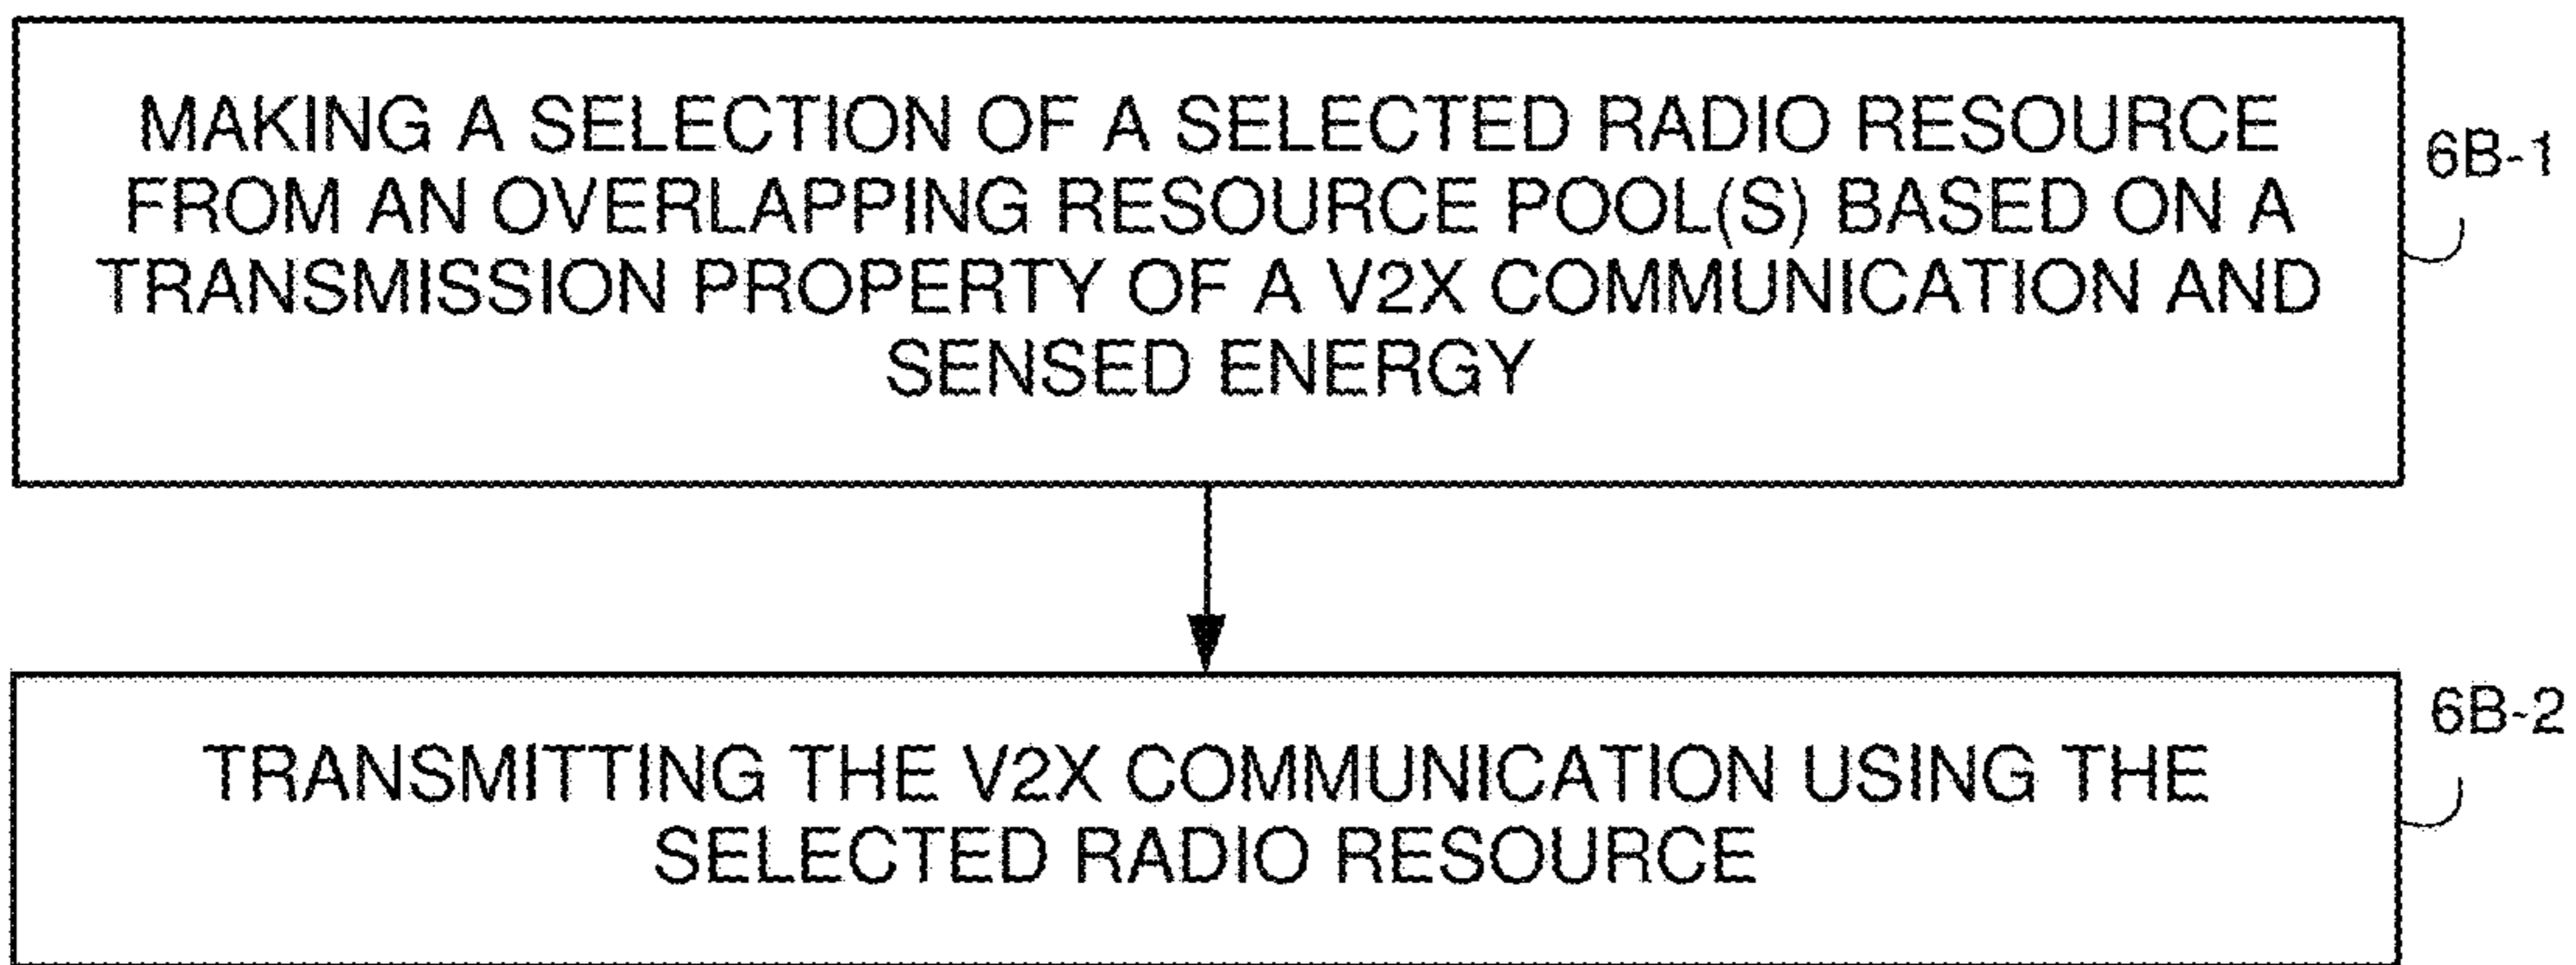 MAKING A SELECTION OF A SELECTED RADIO RESOURCE
FROM AN OVERLAPPING RESOURCE POOL(S) BASED ON A
TRANSMISSION PROPERTY OF A V2X COMMUNICATION AND
SENSED ENERGY
6B-1
TRANSMITTING THE V2X COMMUNICATION USING THE
SELECTED RADIO RESOURCE
6B-2